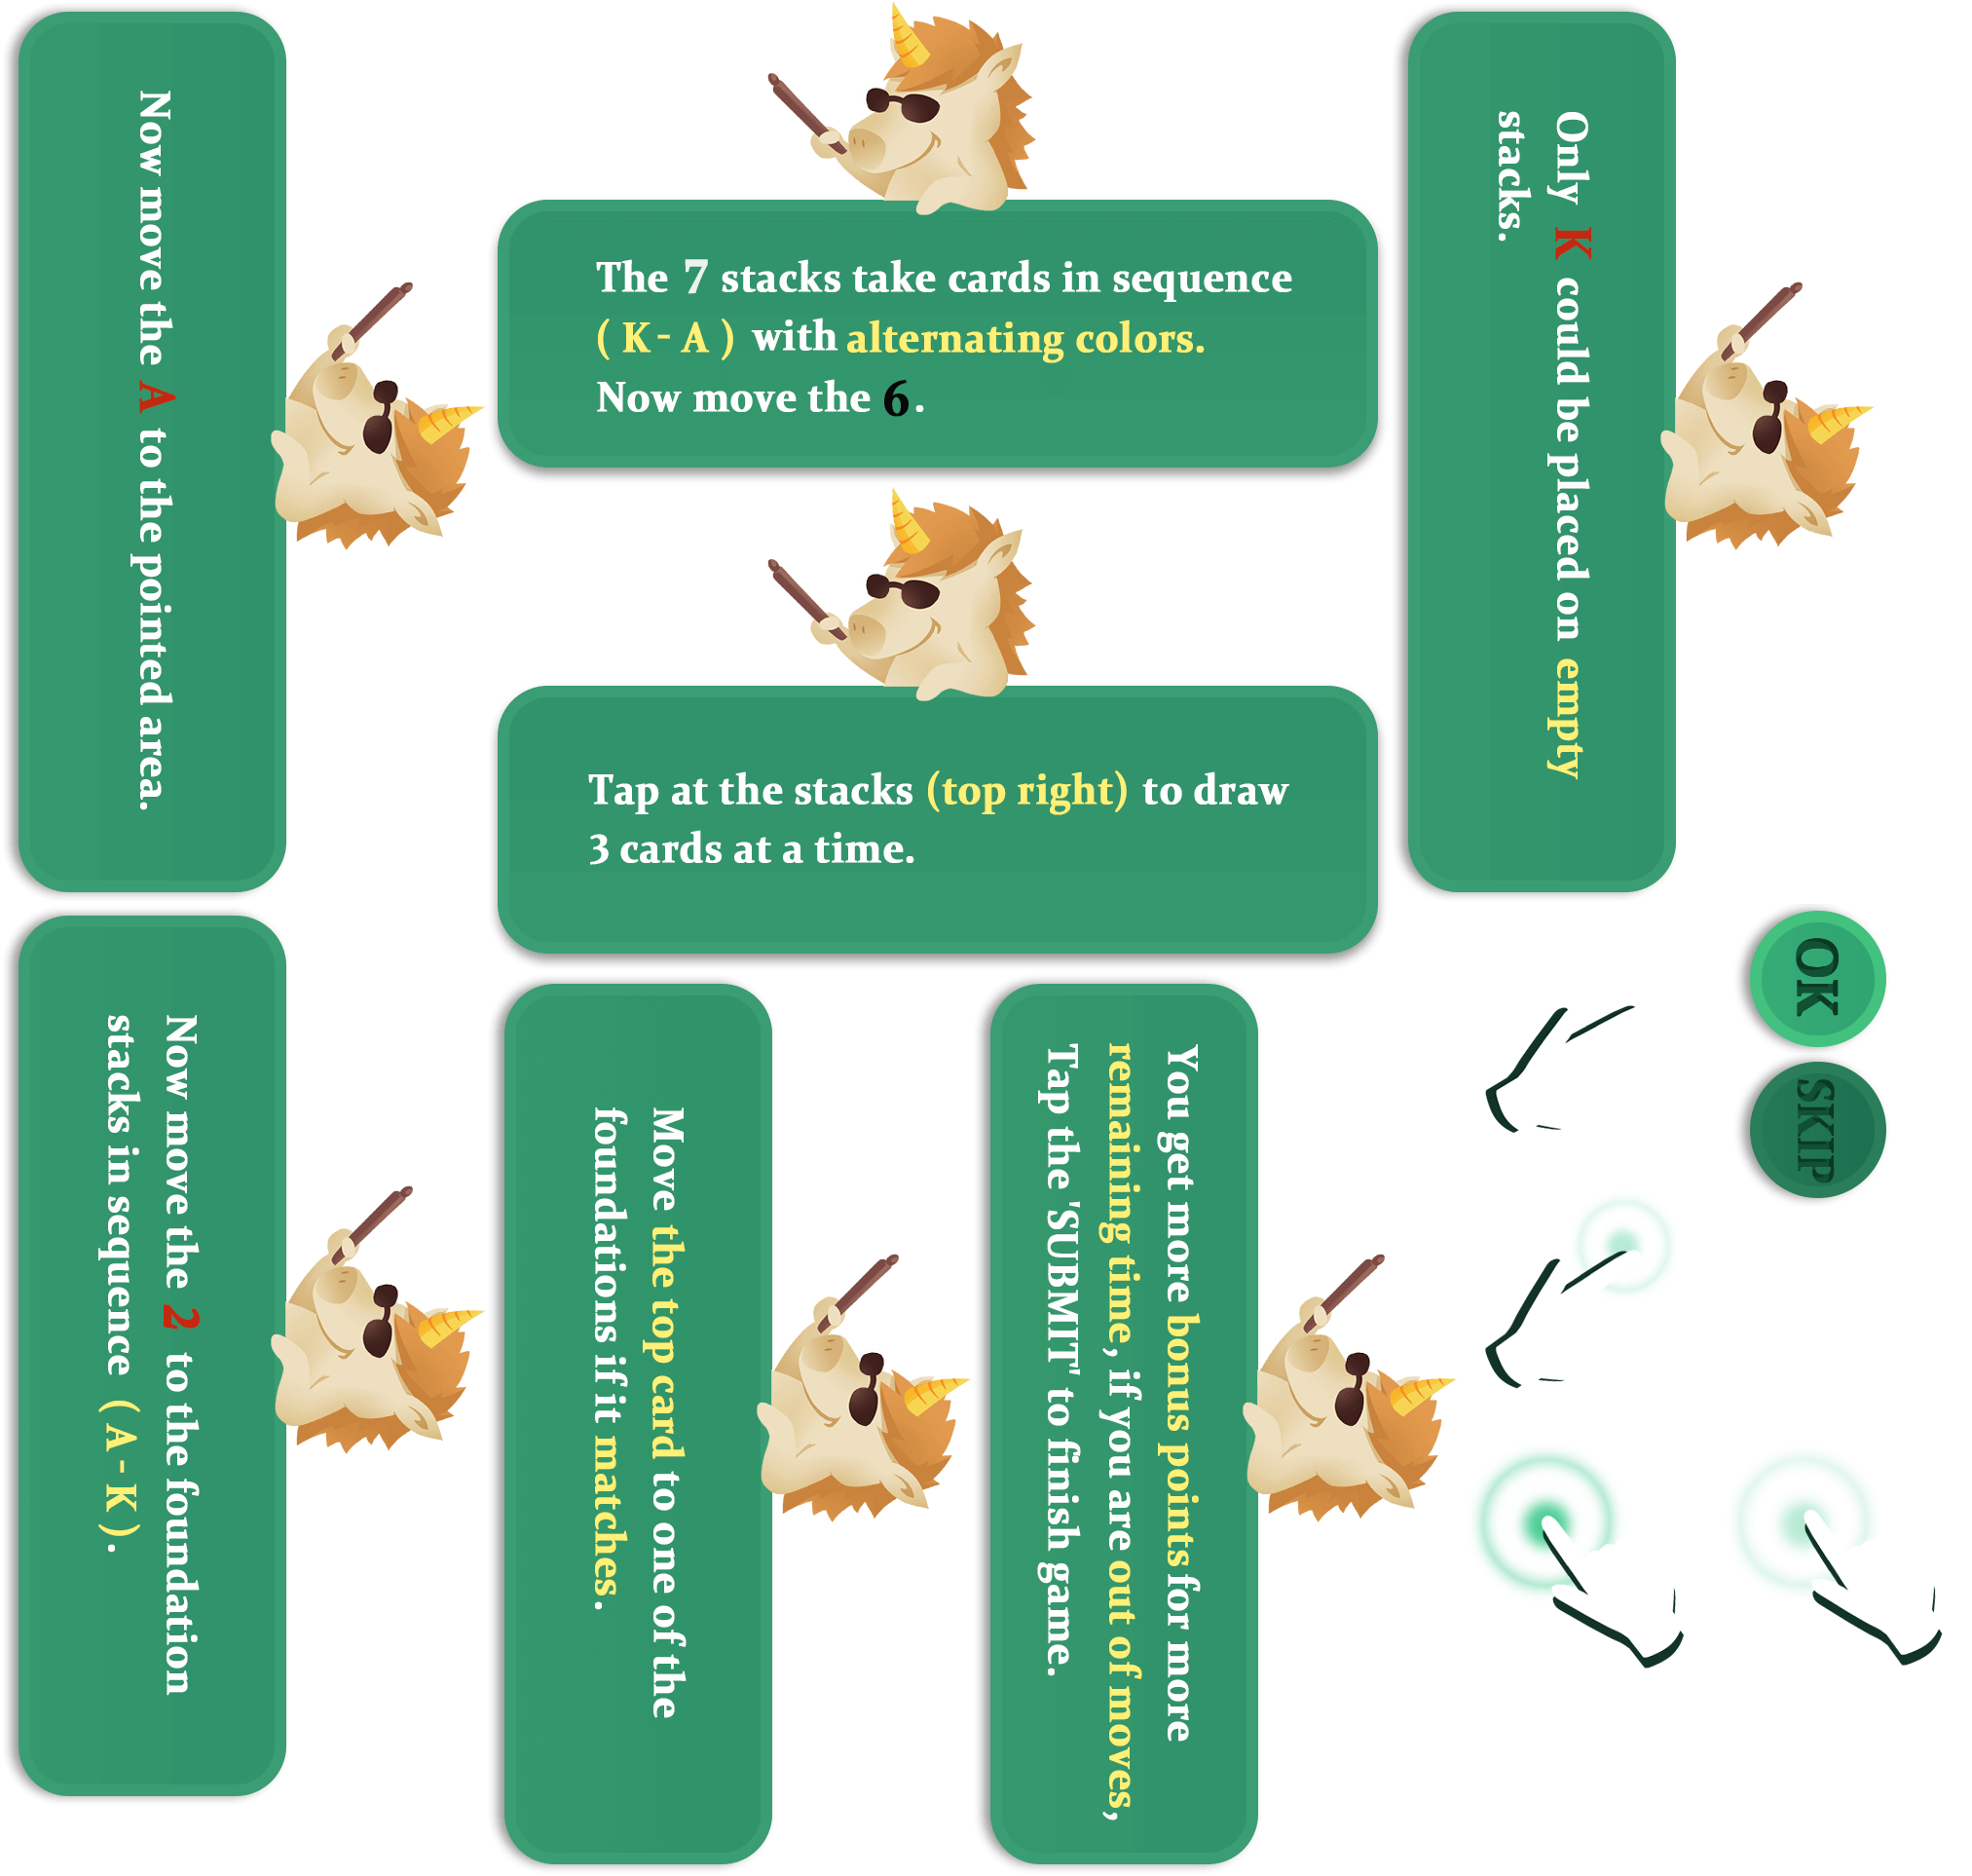 Now move the A to the pointed area.
The 7 stacks take cards in sequence
( K - A ) with alternating colors.
Now move the 6 .
Only K could be placed on empty
stacks.
Tap at the stacks (top right) to draw
3 cards at a time.
Now move the 2 to the foundation
stacks in sequence ( A - K ).
Move the top card to one of the
foundations if it matches.
You get more bonus points for more
remaining time, if you are out of moves,
Tap the 'SUBMIT' to finish game.
OK
SKIP